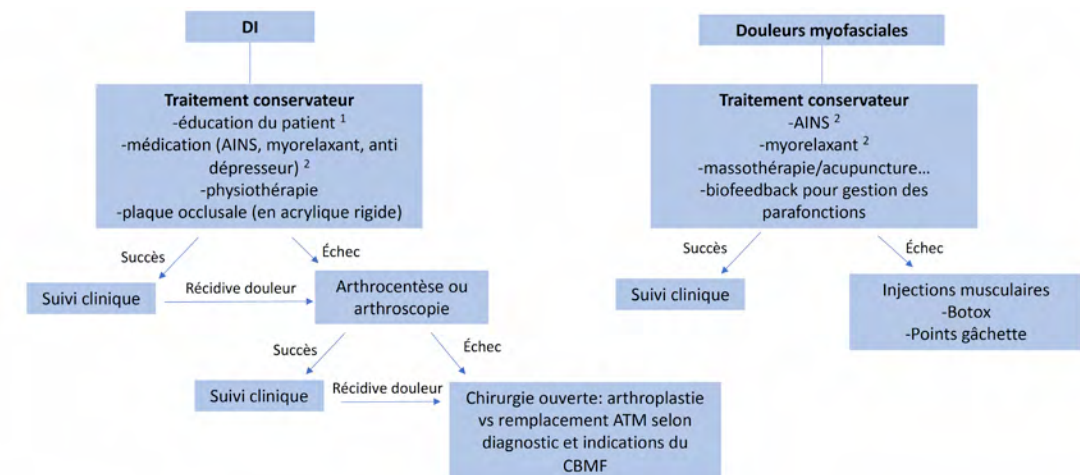 DI
Traitement conservateur
-éducation du patient ¹
-médication (AINS, myorelaxant, anti
dépresseur) ²
-physiothérapie
-plaque occlusale (en acrylique rigide)
Succès
Échec
Suivi clinique
Récidive douleur
Arthrocentèse ou
arthroscopie
Succès
Échec
Suivi clinique
Récidive douleur
Chirurgie ouverte: arthroplastie
vs remplacement ATM selon
diagnostic et indications du
CBMF
Douleurs myofasciales
Traitement conservateur
-AINS ²
-myorelaxant ²
-massothérapie/acupuncture...
-biofeedback pour gestion des
parafonctions
Succès
Échec
Suivi clinique
Injections musculaires
-Botox
-Points gâchette